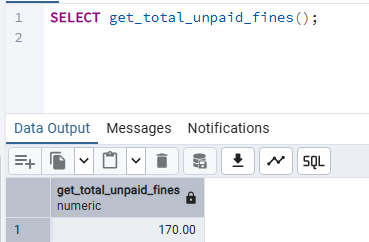 1 SELECT get_total_unpaid_fines();
2
Data Output Messages Notifications
SQL
get_total_unpaid_fines
numeric
1 170.00